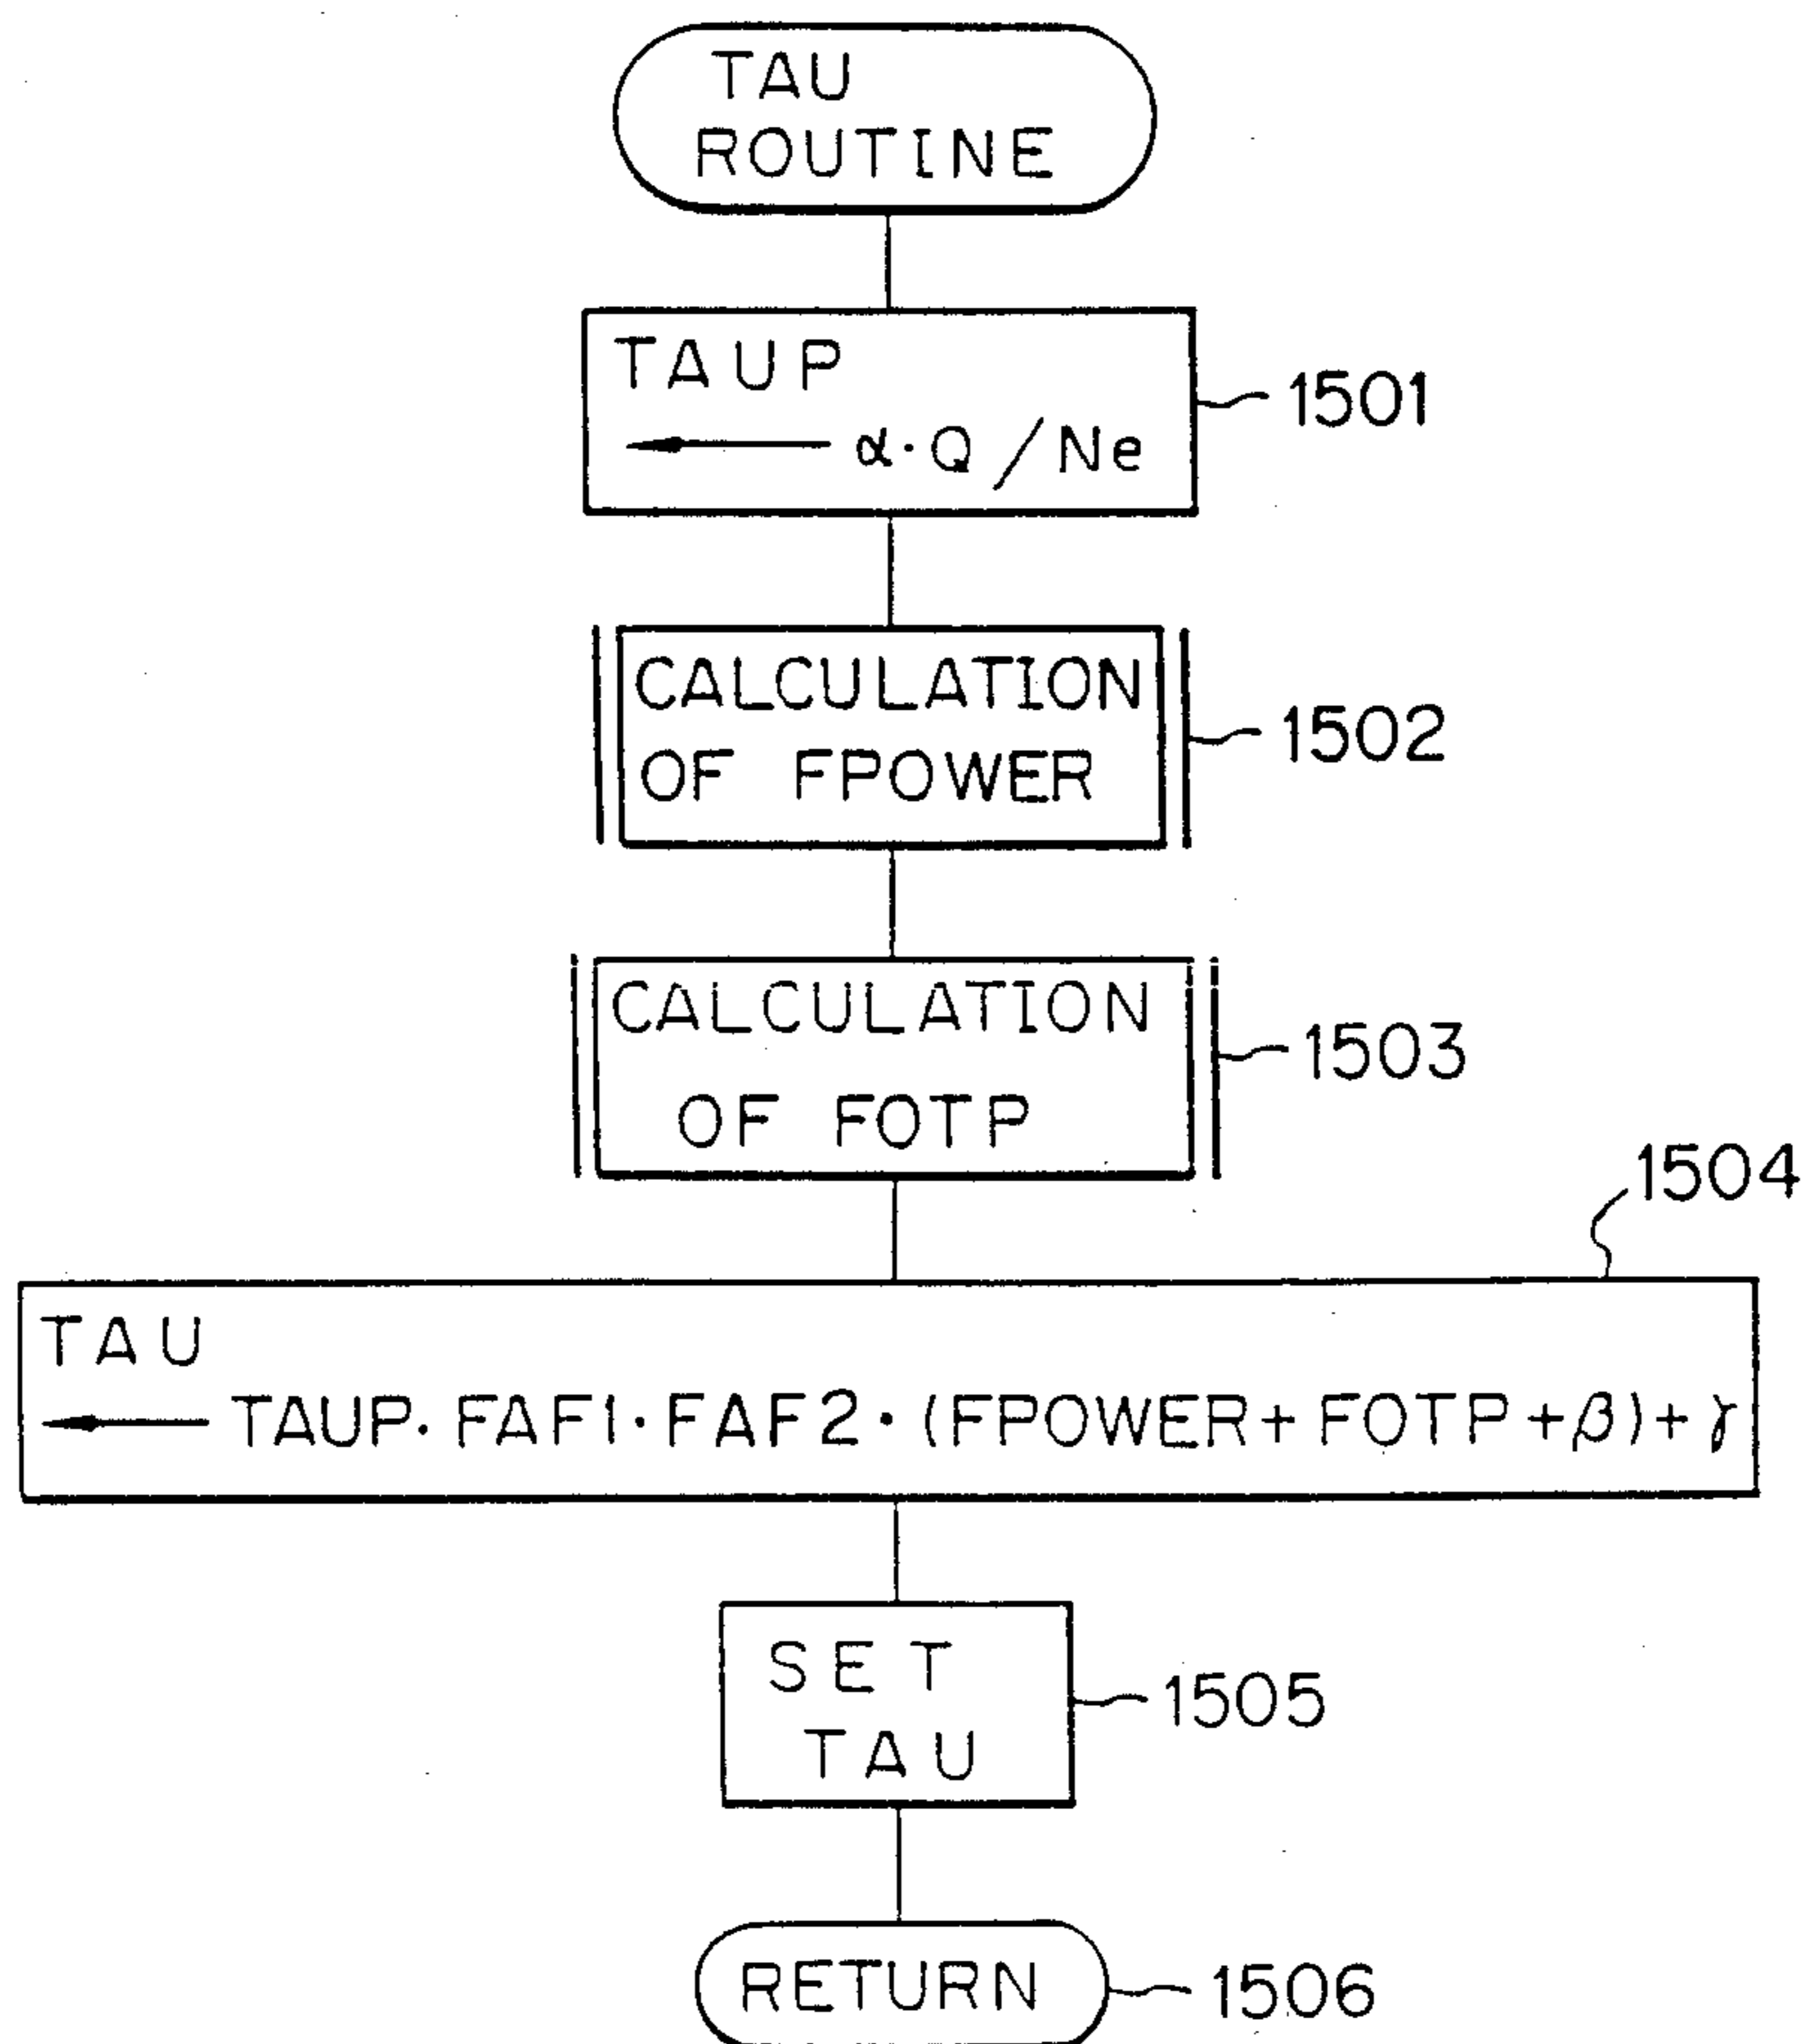 TAU
ROUTINE
TAUP
← α·Q/Ne
1501
CALCULATION
OF FPOWER
1502
CALCULATION
OF FOTP
1503
1504
TAU
← TAUP·FAF1·FAF2·(FPOWER+FOTP+β)+γ
SET
TAU
1505
RETURN
1506